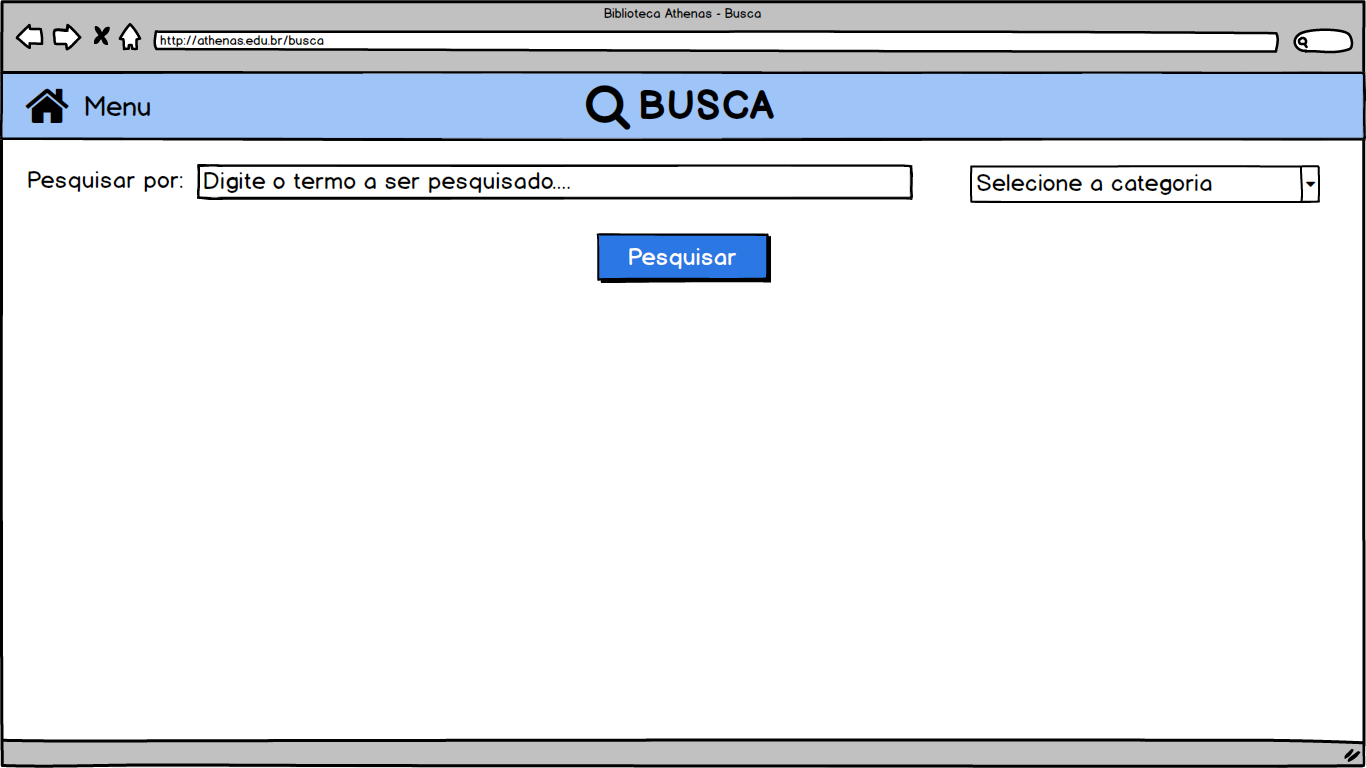 Biblioteca Athenas - Busca
http://athenas.edu.br/busca
Menu
BUSCA
Pesquisar por:
Digite o termo a ser pesquisado....
Selecione a categoria
Pesquisar